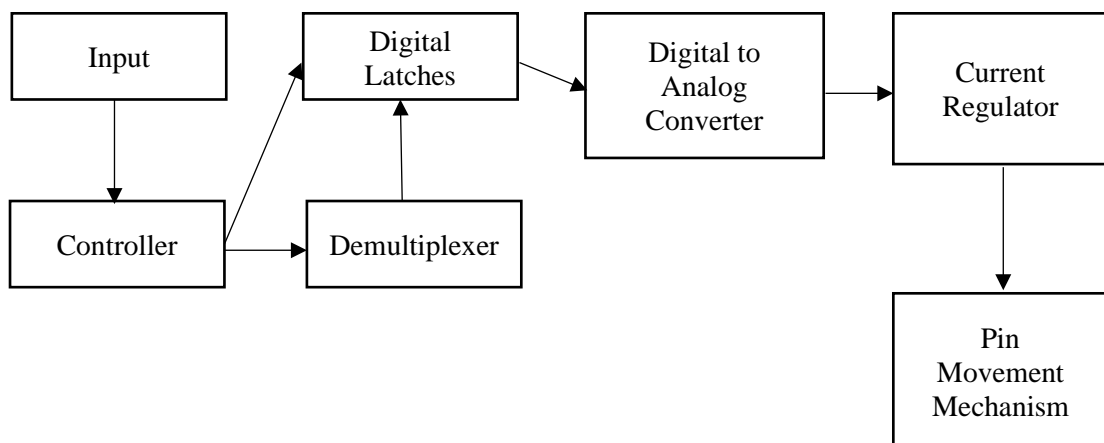 Input
Digital
Latches
Digital to
Analog
Converter
Current
Regulator
Controller
Demultiplexer
Pin
Movement
Mechanism